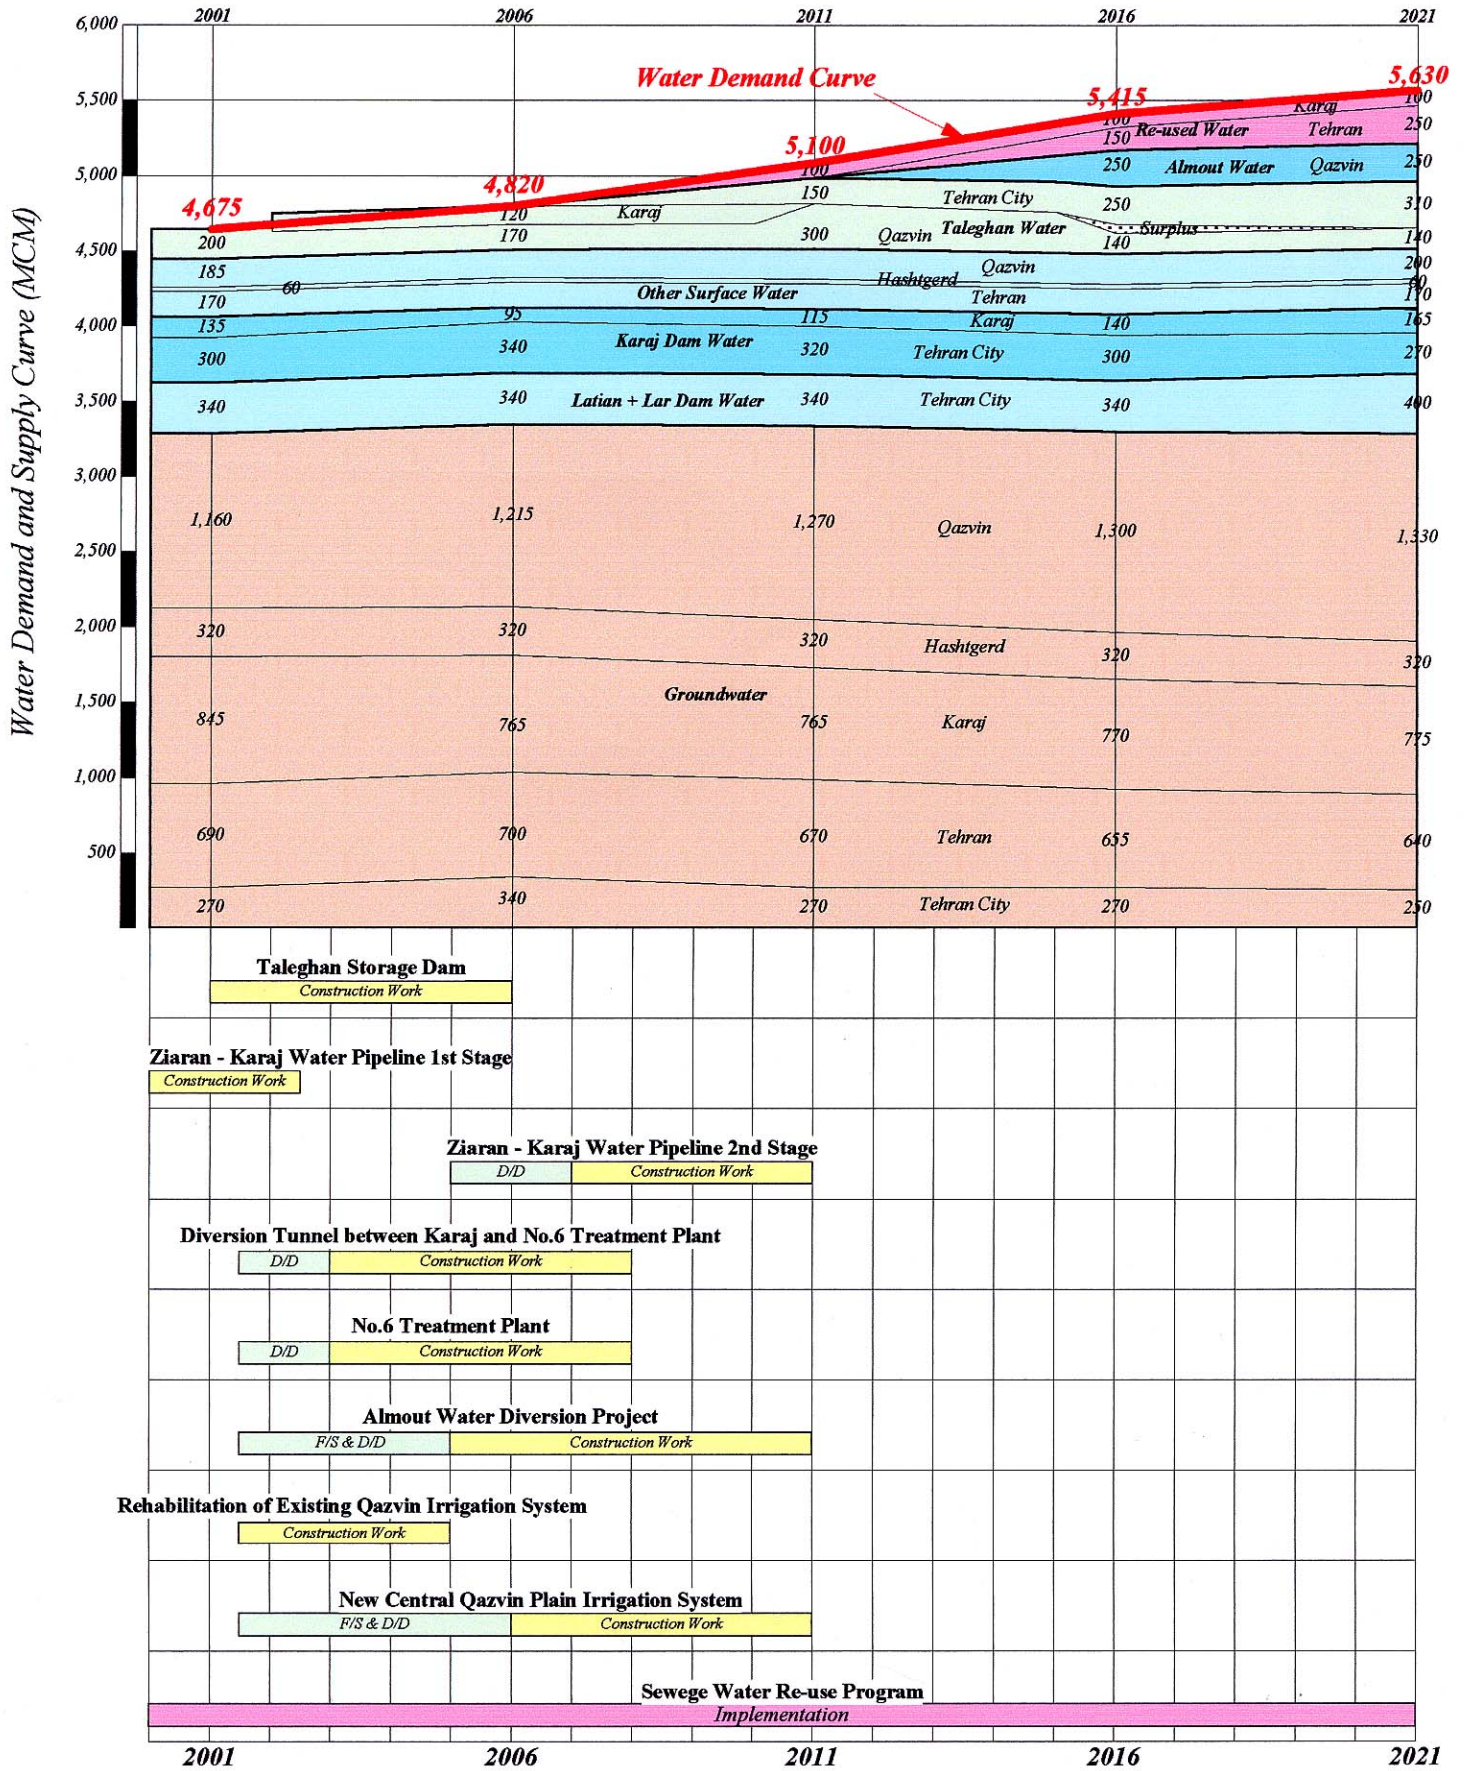 2001 2006 2011 2016 2021
6,000
5,500
5,000
4,500
4,000
3,500
3,000
2,500
2,000
1,500
1,000
500
Water Demand and Supply Curve (MCM)
Water Demand Curve
4,675 4,820 5,100 5,415 5,630
Karaj 100
100 100
150 Re-used Water Tehran 250
250 Almout Water Qazvin 250
150 Tehran City 250 310
120 Karaj
200 170 300 Qazvin Taleghan Water Surplus 140 140
185 Qazvin 200
60 Hashtgerd 60
170 Other Surface Water Tehran 170
135 95 115 Karaj 140 165
300 340 Karaj Dam Water 320 Tehran City 300 270
340 340 Latian + Lar Dam Water 340 Tehran City 340 400
1,160 1,215 1,270 Qazvin 1,300 1,330
320 320 320 Hashtgerd 320 320
Groundwater
845 765 765 Karaj 770 775
690 700 670 Tehran 655 640
270 340 270 Tehran City 270 250
Taleghan Storage Dam
Construction Work
Ziaran - Karaj Water Pipeline 1st Stage
Construction Work
Ziaran - Karaj Water Pipeline 2nd Stage
D/D Construction Work
Diversion Tunnel between Karaj and No.6 Treatment Plant
D/D Construction Work
No.6 Treatment Plant
D/D Construction Work
Almout Water Diversion Project
F/S & D/D Construction Work
Rehabilitation of Existing Qazvin Irrigation System
Construction Work
New Central Qazvin Plain Irrigation System
F/S & D/D Construction Work
Sewege Water Re-use Program
Implementation
2001 2006 2011 2016 2021